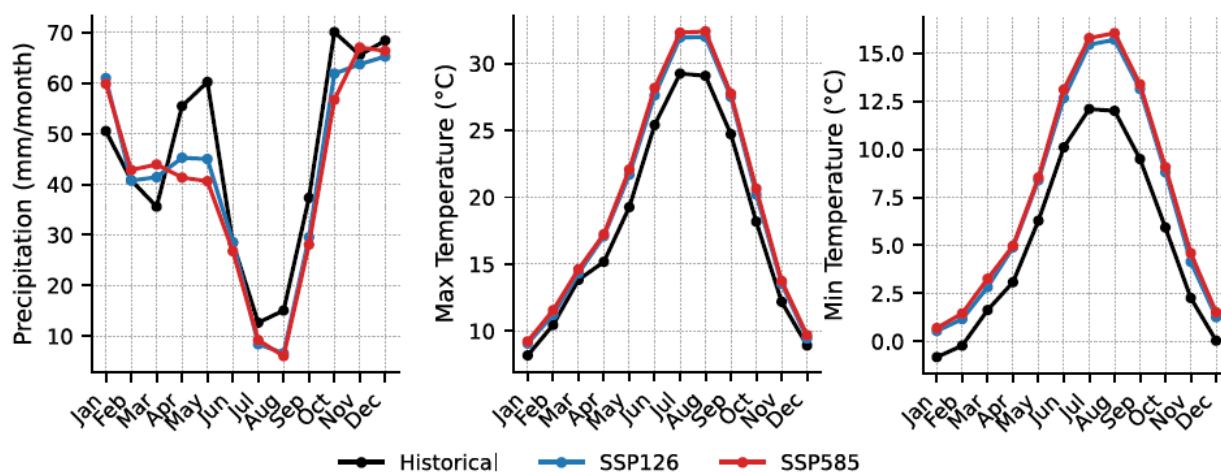 Precipitation (mm/month)
70
60
50
40
30
20
10
Jan
Feb
Mar
Apr
May
Jun
Jul
Aug
Sep
Oct
Nov
Dec
Max Temperature (°C)
30
25
20
15
10
Jan
Feb
Mar
Apr
May
Jun
Jul
Aug
Sep
Oct
Nov
Dec
Min Temperature (°C)
15.0
12.5
10.0
7.5
5.0
2.5
0.0
Jan
Feb
Mar
Apr
May
Jun
Jul
Aug
Sep
Oct
Nov
Dec
Historical
SSP126
SSP585